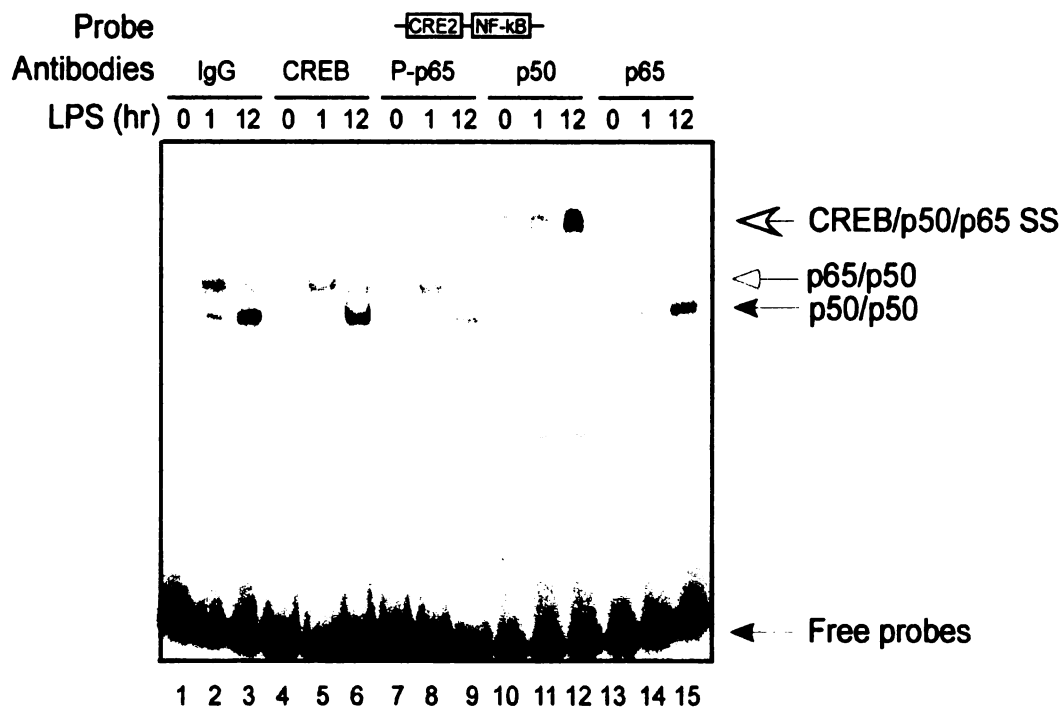 Probe CRE2 NF-kB
Antibodies IgG CREB P-p65 p50 p65
LPS (hr) 0 1 12 0 1 12 0 1 12 0 1 12 0 1 12
CREB/p50/p65 SS
p65/p50
p50/p50
Free probes
1 2 3 4 5 6 7 8 9 10 11 12 13 14 15